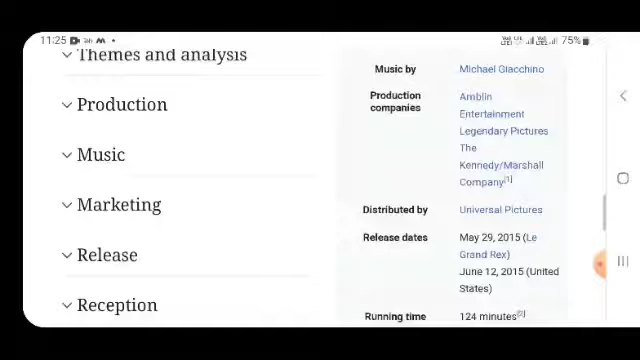 11:25
75%
Themes and analysis
Production
Music
Marketing
Release
Reception
Music by Michael Giacchino
Production companies
Amblin
Entertainment
Legendary Pictures
The
Kennedy/Marshall
Company[1]
Distributed by Universal Pictures
Release dates May 29, 2015 (Le
Grand Rex)
June 12, 2015 (United
States)
Running time 124 minutes[2]